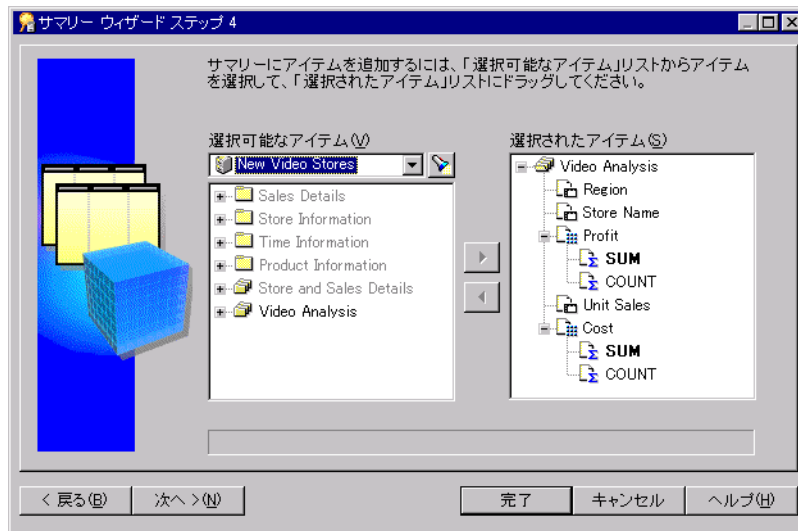 サマリー ウィザード ステップ 4
サマリーにアイテムを追加するには、「選択可能なアイテム」リストからアイテム
を選択して、「選択されたアイテム」リストにドラッグしてください。
選択可能なアイテム(V)
New Video Stores
Sales Details
Store Information
Time Information
Product Information
Store and Sales Details
Video Analysis
選択されたアイテム(S)
Video Analysis
Region
Store Name
Profit
SUM
COUNT
Unit Sales
Cost
SUM
COUNT
< 戻る(B)
次へ >(N)
完了
キャンセル
ヘルプ(H)